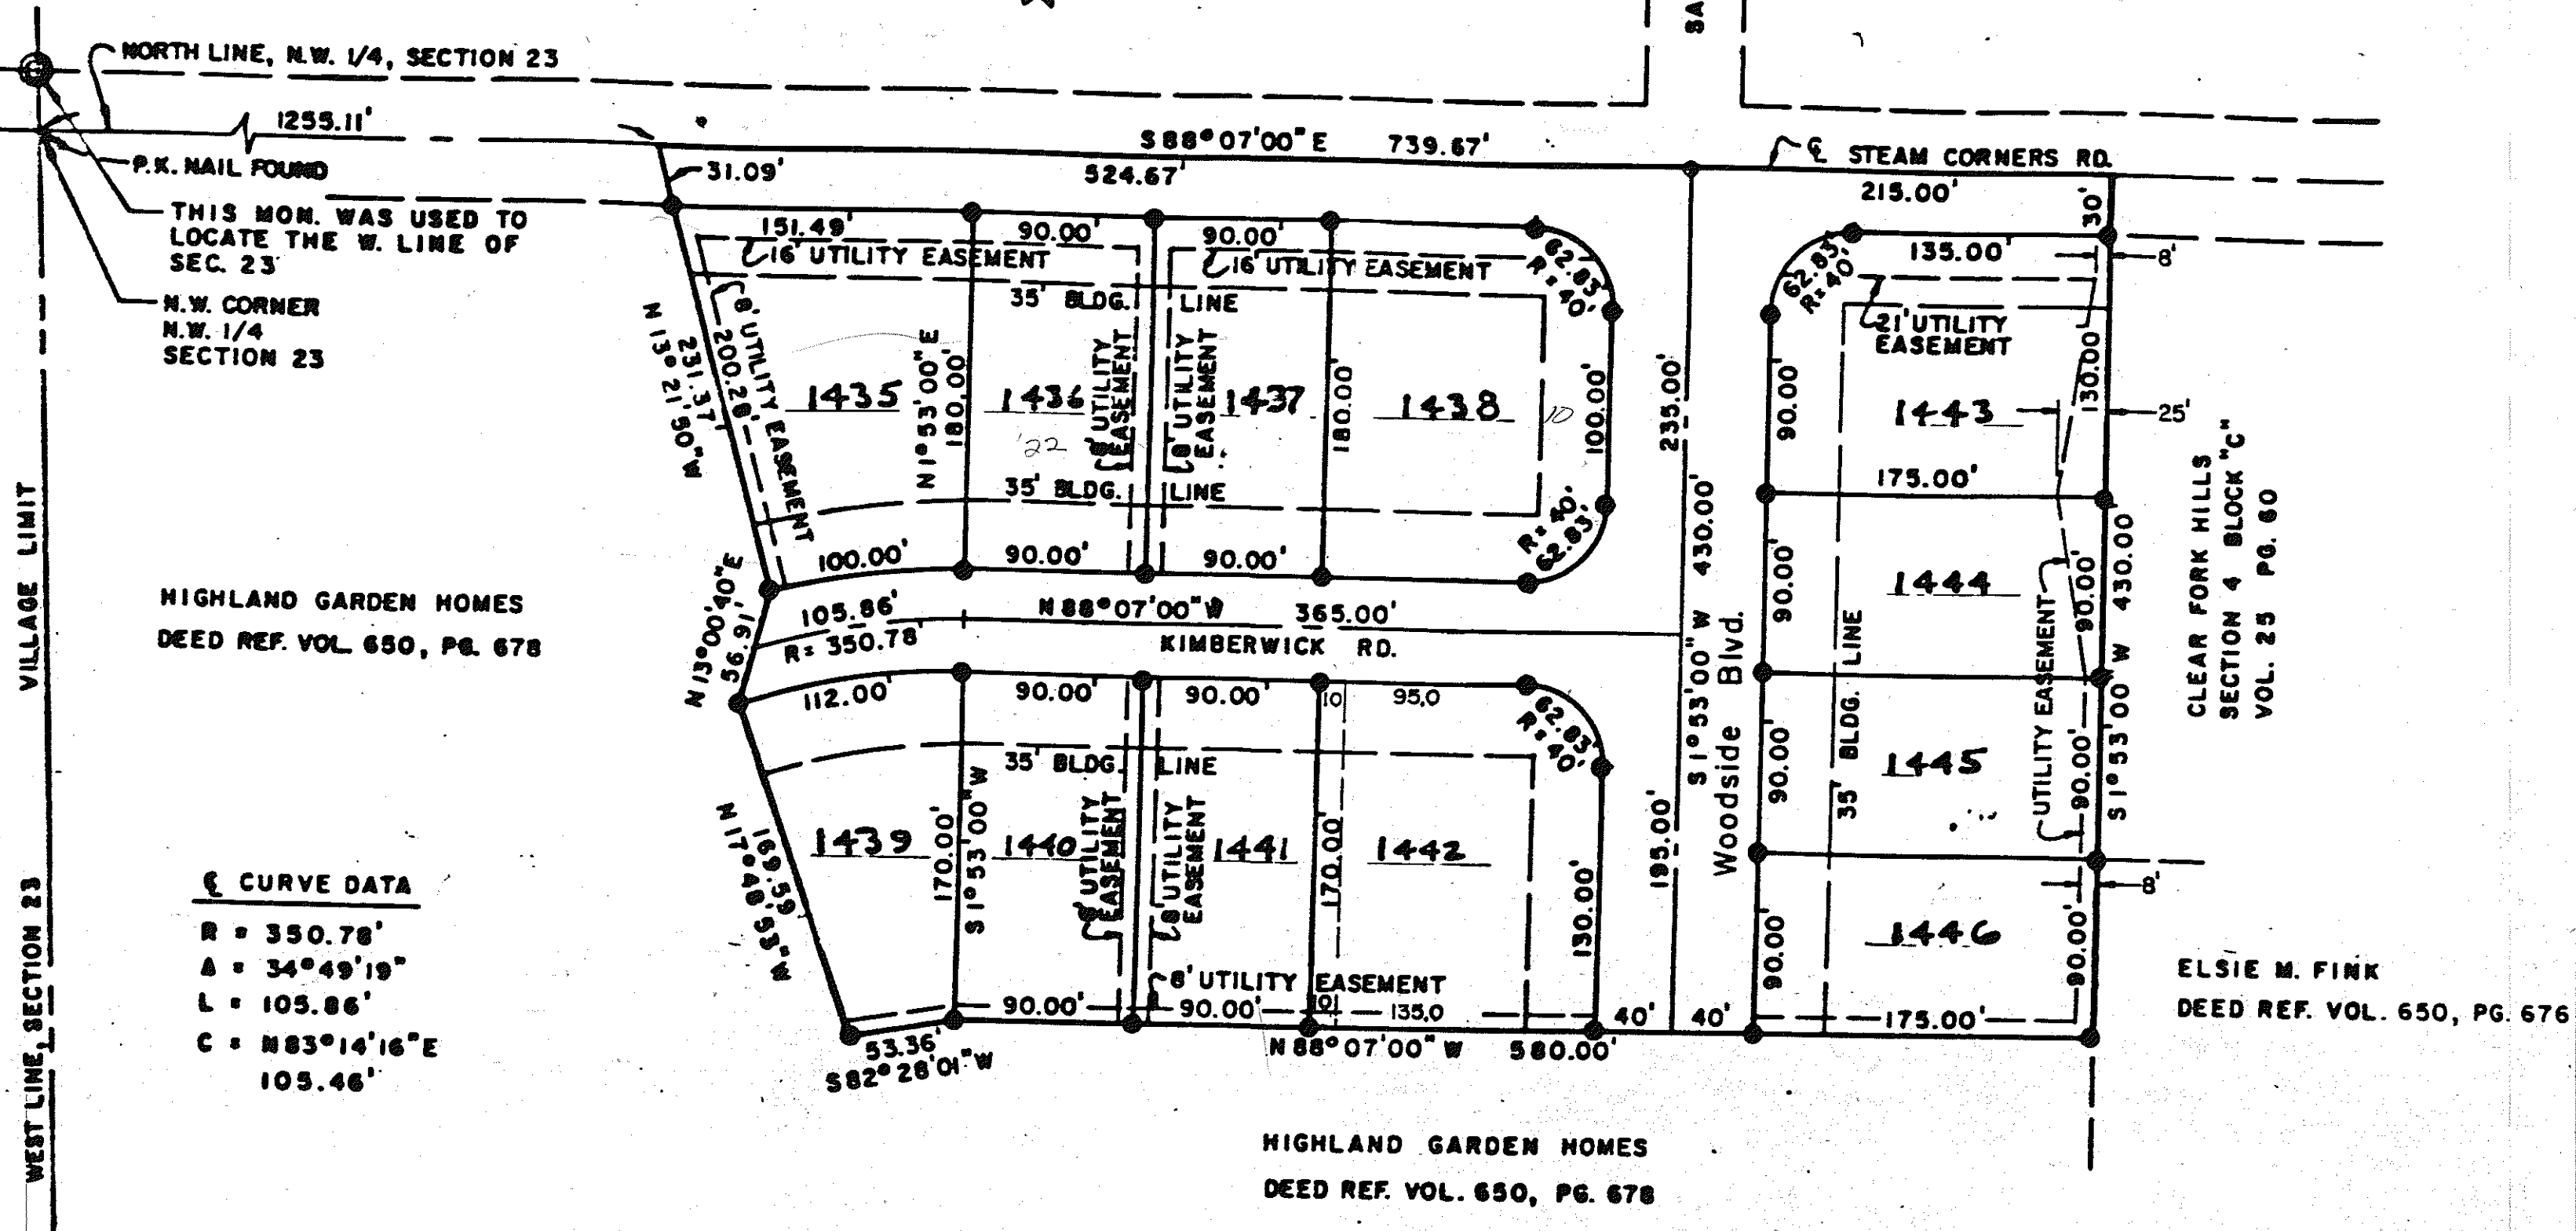 SA
NORTH LINE, N.W. 1/4, SECTION 23
1255.11'
P.K. NAIL FOUND
THIS MON. WAS USED TO
LOCATE THE W. LINE OF
SEC. 23
N.W. CORNER
N.W. 1/4
SECTION 23
S 88° 07' 00" E 739.67'
℄ STEAM CORNERS RD.
31.09'
524.67'
215.00'
30'
151.49'
90.00'
90.00'
62.83'
R = 40'
62.83'
R= 40'
135.00'
8'
16' UTILITY EASEMENT
16' UTILITY EASEMENT
35' BLDG. LINE
21' UTILITY
EASEMENT
N 13° 21' 50" W
231.37'
200.28'
8' UTILITY EASEMENT
1435
N 1° 53' 00" E
180.00'
1436
22
8' UTILITY
EASEMENT
8' UTILITY
EASEMENT
1437
180.00'
1438
10
100.00'
235.00'
90.00'
1443
130.00'
25'
175.00'
35' BLDG. LINE
R= 40'
62.83'
100.00'
90.00'
90.00'
N 13° 00' 40" E
56.91'
105.86'
R= 350.78'
N 88° 07' 00" W 365.00'
KIMBERWICK RD.
S 1° 53' 00" W 430.00'
Woodside Blvd.
90.00'
1444
90.00'
UTILITY EASEMENT
S 1° 53' 00" W 430.00'
CLEAR FORK HILLS
SECTION 4 BLOCK "C"
VOL. 25 PG. 60
VILLAGE LIMIT
HIGHLAND GARDEN HOMES
DEED REF. VOL. 650, PG. 678
112.00'
90.00'
90.00'
10
95.0
62.83'
R= 40'
35' BLDG. LINE
35' BLDG. LINE
90.00'
1445
90.00'
N 17° 48' 53" W
169.59'
1439
170.00'
S 1° 53' 00" W
1440
8' UTILITY
EASEMENT
8' UTILITY
EASEMENT
1441
170.00'
1442
130.00'
195.00'
8'
90.00'
1446
90.00'
8' UTILITY EASEMENT
90.00'
90.00'
10
135.0
40'
40'
175.00'
53.36'
S 82° 28' 01" W
N 88° 07' 00" W 580.00'
WEST LINE, SECTION 23
℄ CURVE DATA
R = 350.78'
Δ = 34° 49' 19"
L = 105.86'
C = N 83° 14' 16" E
105.46'
ELSIE M. FINK
DEED REF. VOL. 650, PG. 676
HIGHLAND GARDEN HOMES
DEED REF. VOL. 650, PG. 678